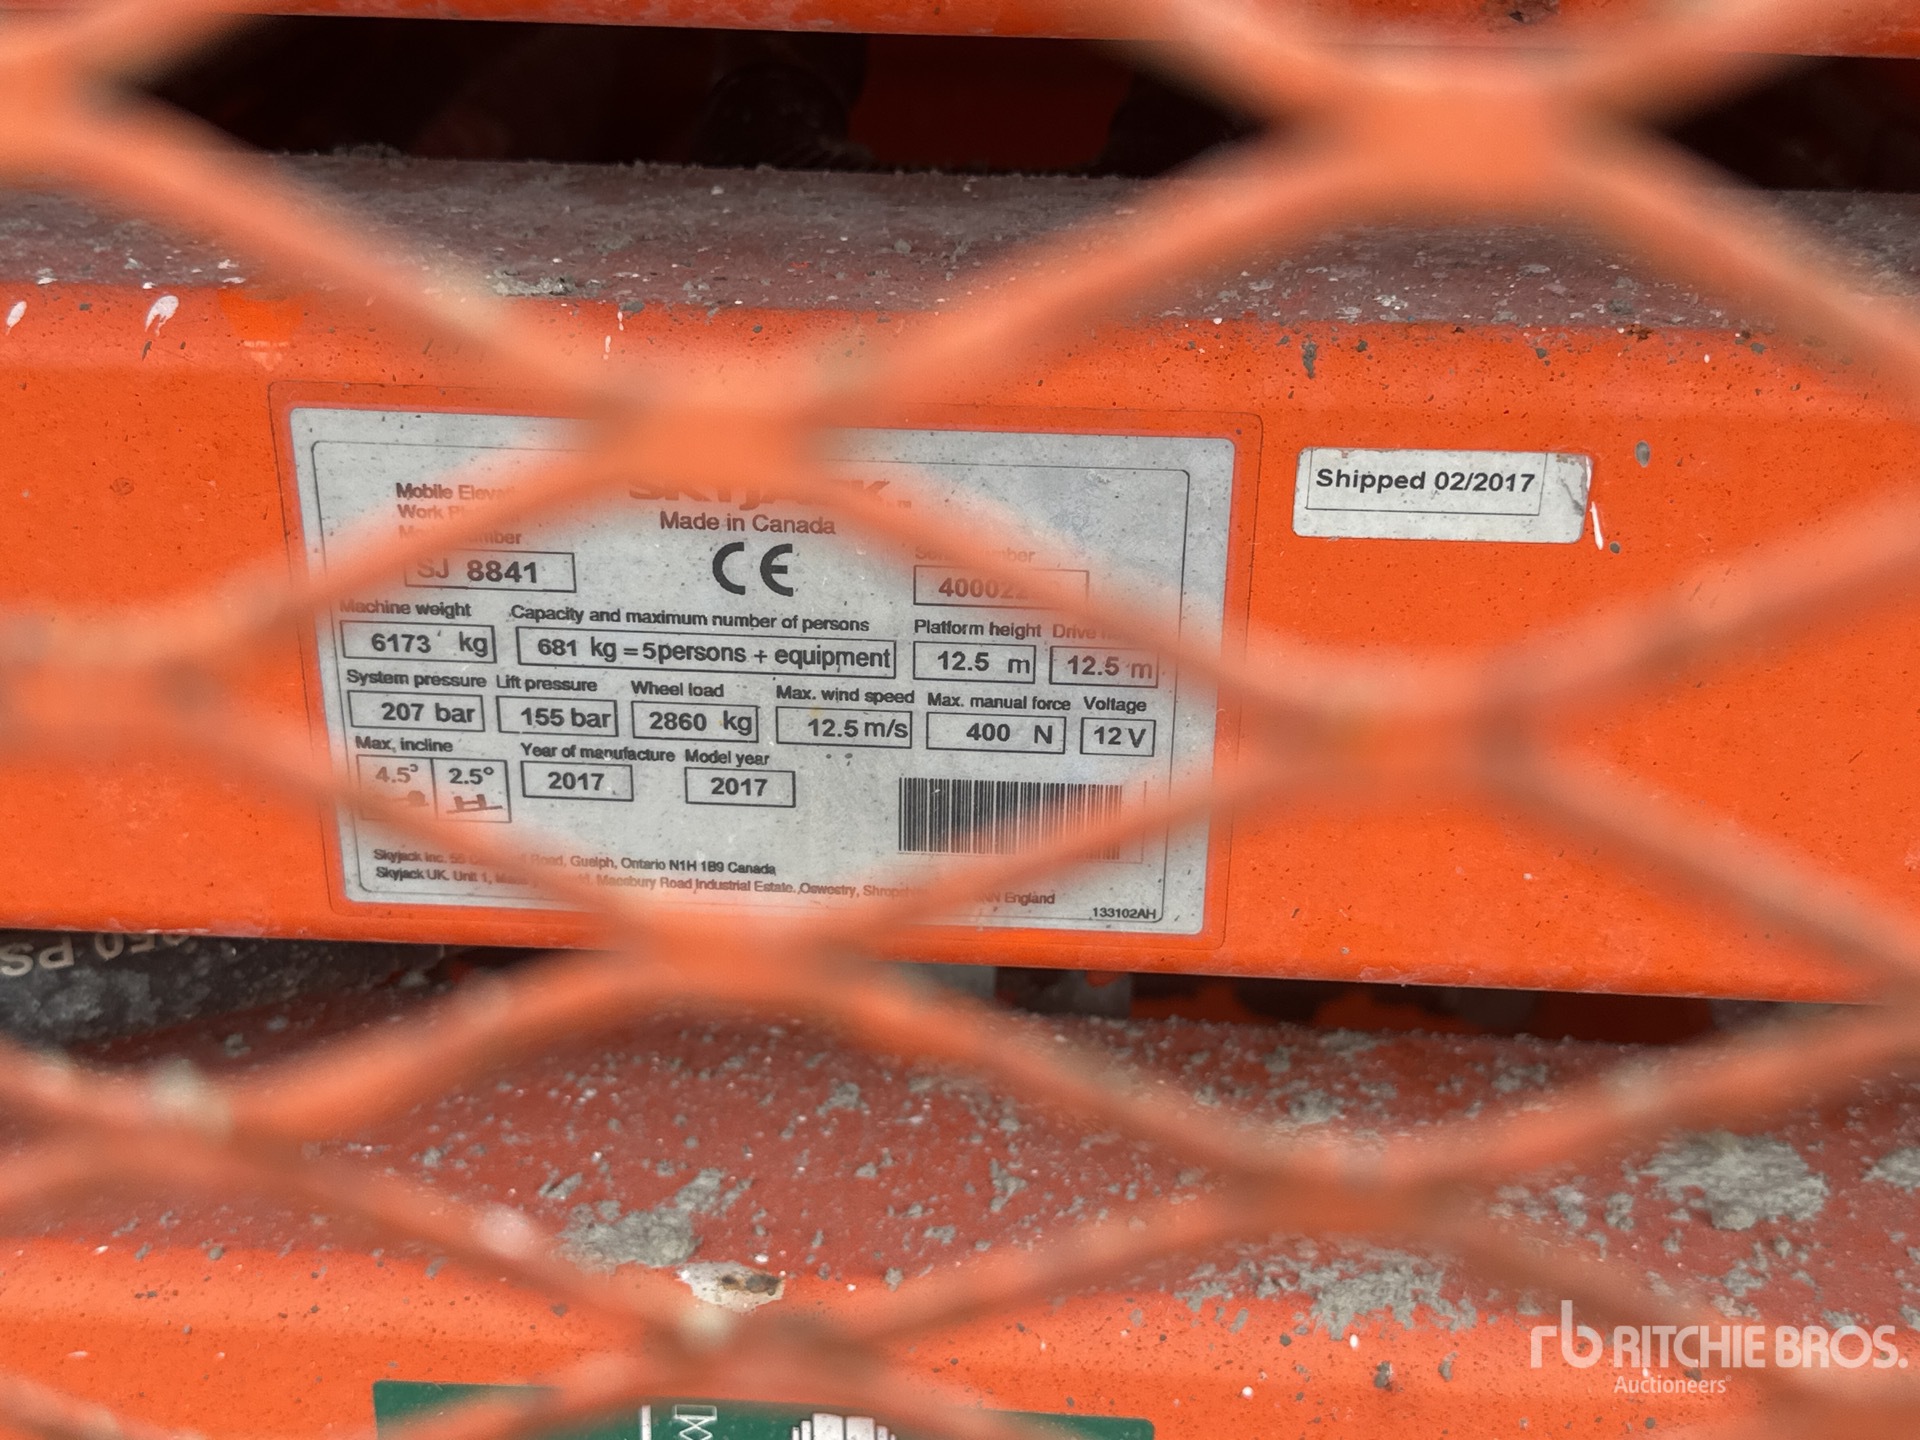 SKYJACK
Made in Canada
CE
Mobile
Work
SJ 8841
Machine weight
6173 kg
Capacity and maximum number of persons
681 kg = 5persons + equipment
Platform height
12.5 m
Drive
12.5 m
System pressure
207 bar
Lift pressure
155 bar
Wheel load
2860 kg
Max. wind speed
12.5 m/s
Max. manual force
400 N
Voltage
12 V
Max, incline
4.5° 2.5°
Year of manufacture
2017
Model year
2017
Skyjack Inc. Road, Guelph, Ontario N1H 1B9 Canada
Skyjack UK. Unit 1, Maesbury Road Industrial Estate., Oswestry, England
133102AH
Shipped 02/2017
rb RITCHIE BROS.
Auctioneers